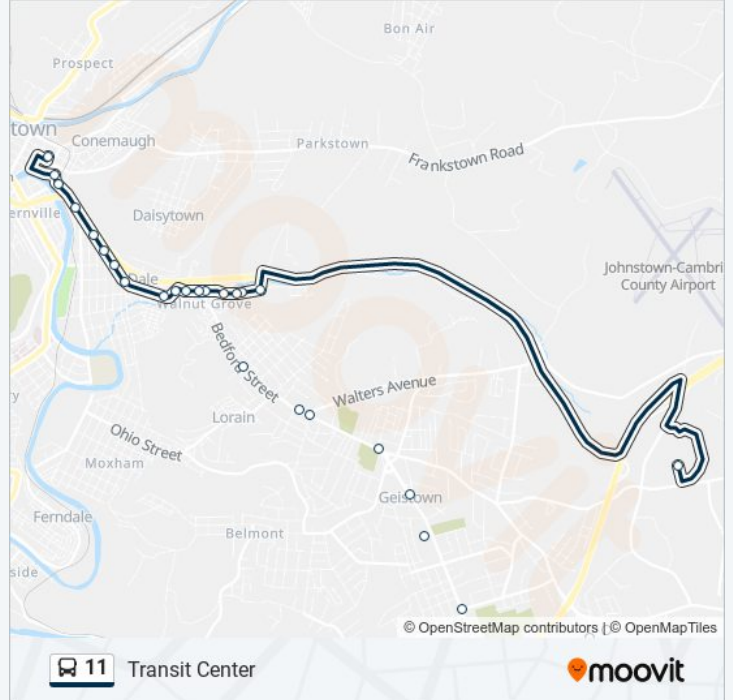 Bon Air
Prospect
town
Conemaugh
Parkstown
Frankstown Road
ernville
Daisytown
Johnstown-Cambri
County Airport
Dale
Walnut Grove
Bedford Street
Walters Avenue
Lorain
Ohio Street
Moxham
Geistown
Ferndale
Belmont
side
© OpenStreetMap contributors | © OpenMapTiles
11 Transit Center
moovit